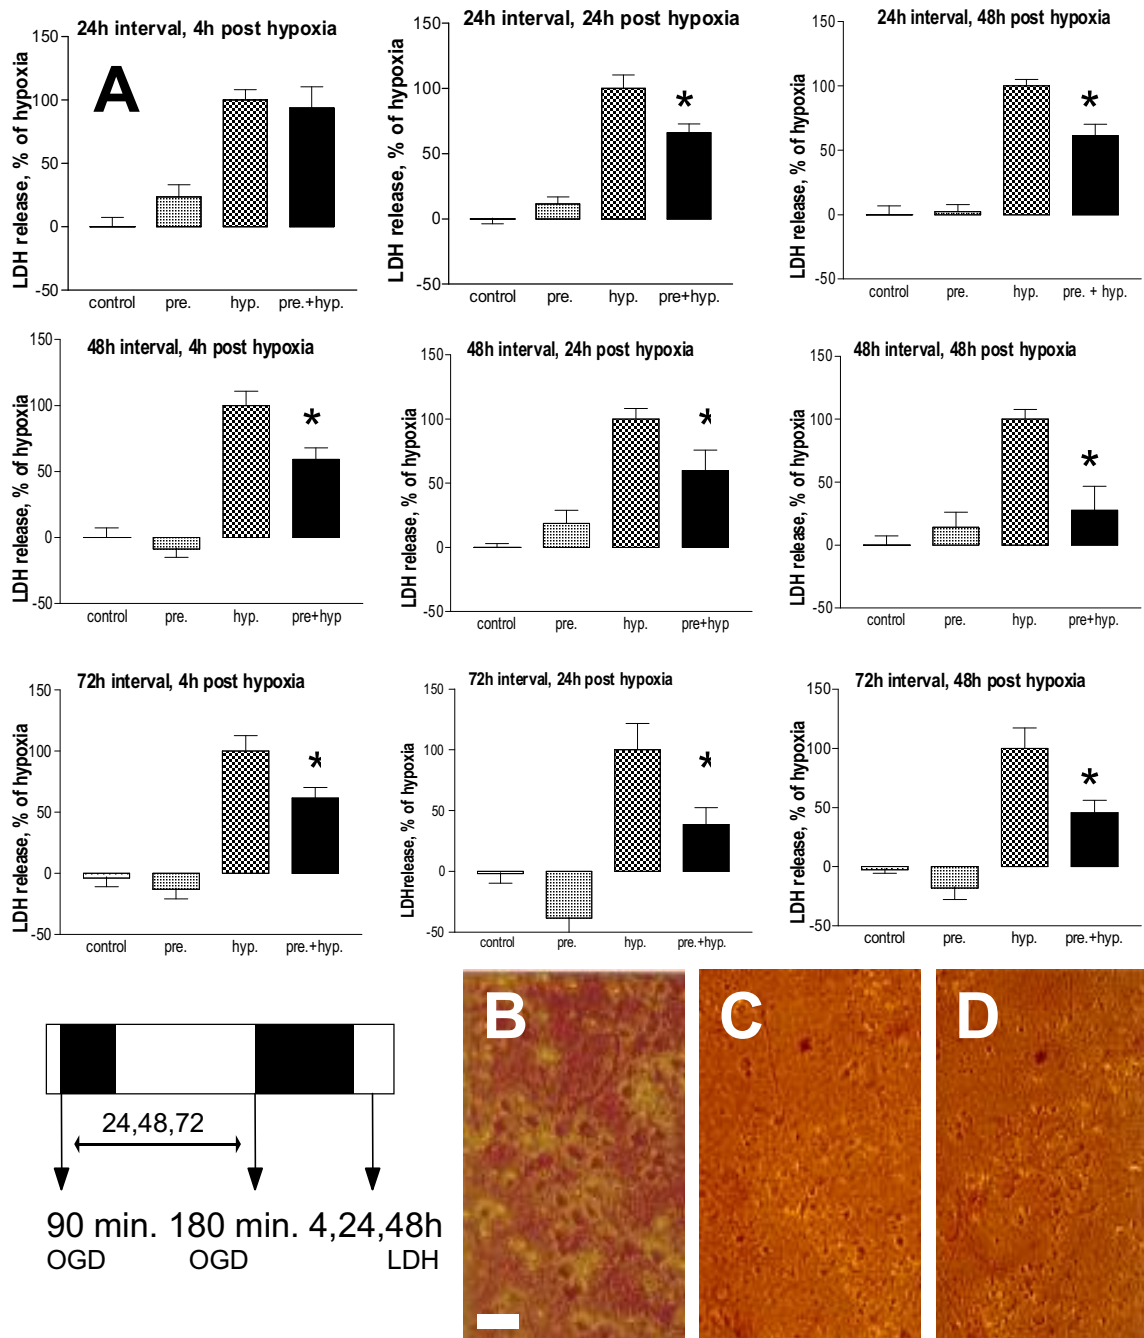 24h interval, 4h post hypoxia
A
LDH release, % of hypoxia
150
100
50
0
-50
control pre. hyp. pre.+hyp.
24h interval, 24h post hypoxia
LDH release, % of hypoxia
150
100
50
0
-50
*
control pre. hyp. pre+hyp.
24h interval, 48h post hypoxia
LDH release, % of hypoxia
150
100
50
0
-50
*
control pre. hyp. pre. + hyp.
48h interval, 4h post hypoxia
LDH release, % of hypoxia
150
100
50
0
-50
*
control pre. hyp. pre+hyp
48h interval, 24h post hypoxia
LDH release, % of hypoxia
150
100
50
0
-50
*
control pre. hyp. pre+hyp
48h interval, 48h post hypoxia
LDH release, % of hypoxia
150
100
50
0
-50
*
control pre. hyp. pre+hyp.
72h interval, 4h post hypoxia
LDH release, % of hypoxia
150
100
50
0
-50
*
control pre. hyp. pre.+hyp.
72h interval, 24h post hypoxia
LDHrelease, % of hypoxia
150
100
50
0
-50
*
control pre. hyp. pre.+hyp.
72h interval, 48h post hypoxia
LDH release, % of hypoxia
150
100
50
0
-50
*
control pre. hyp. pre.+hyp.
24,48,72
90 min. 180 min. 4,24,48h
OGD OGD LDH
B
C
D